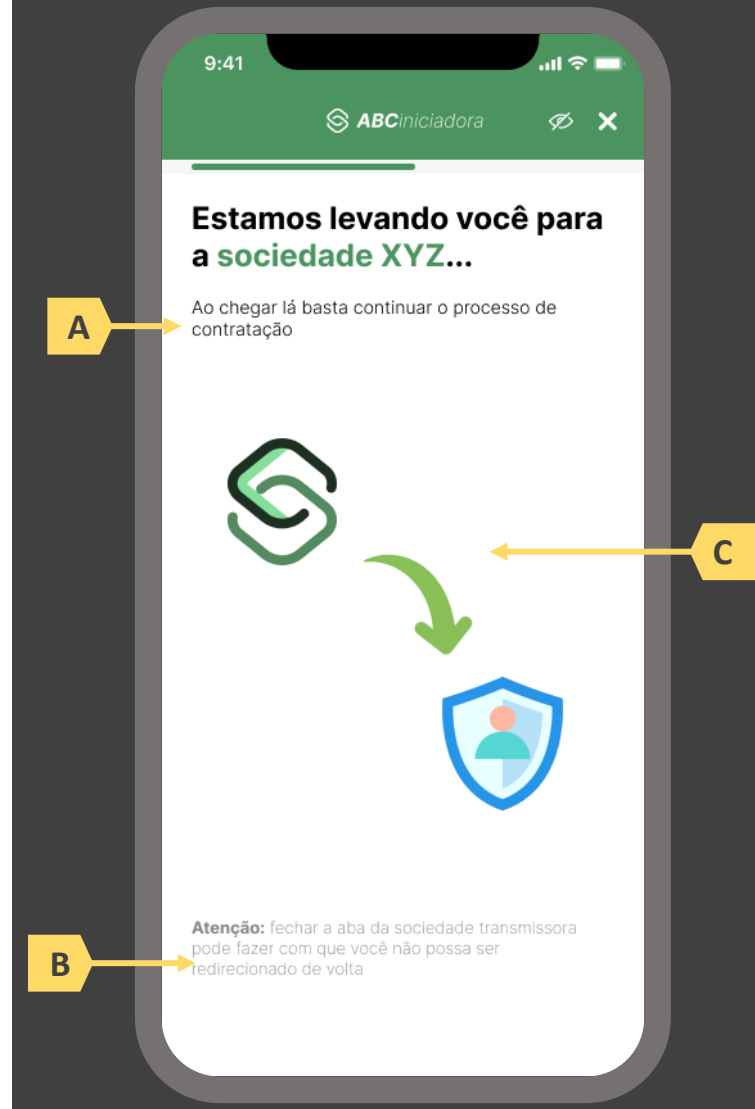 9:41
ABCiniciadora
Estamos levando você para
a sociedade XYZ...
A
Ao chegar lá basta continuar o processo de
contratação
C
Atenção: fechar a aba da sociedade transmissora
pode fazer com que você não possa ser
B
redirecionado de volta